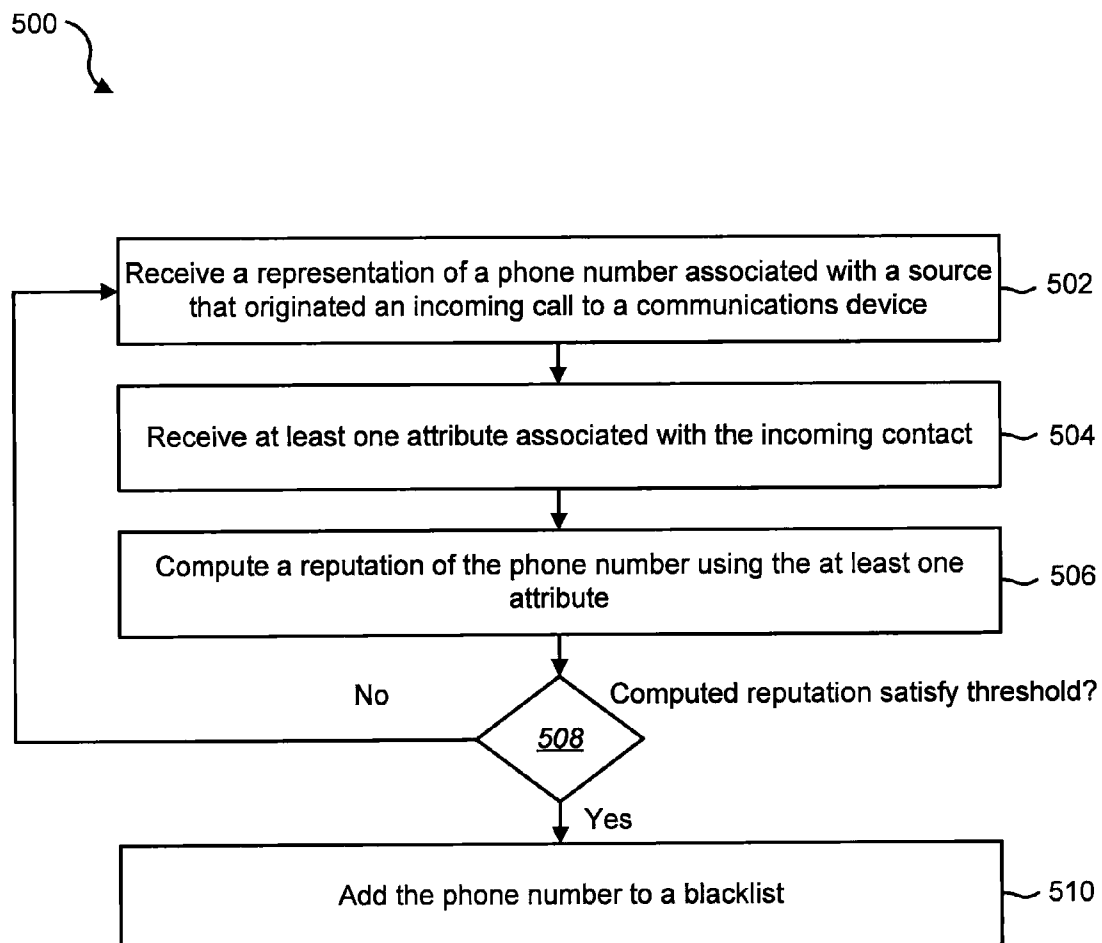 500
Receive a representation of a phone number associated with a source
that originated an incoming call to a communications device
502
Receive at least one attribute associated with the incoming contact
504
Compute a reputation of the phone number using the at least one
attribute
506
No
Computed reputation satisfy threshold?
508
Yes
Add the phone number to a blacklist
510